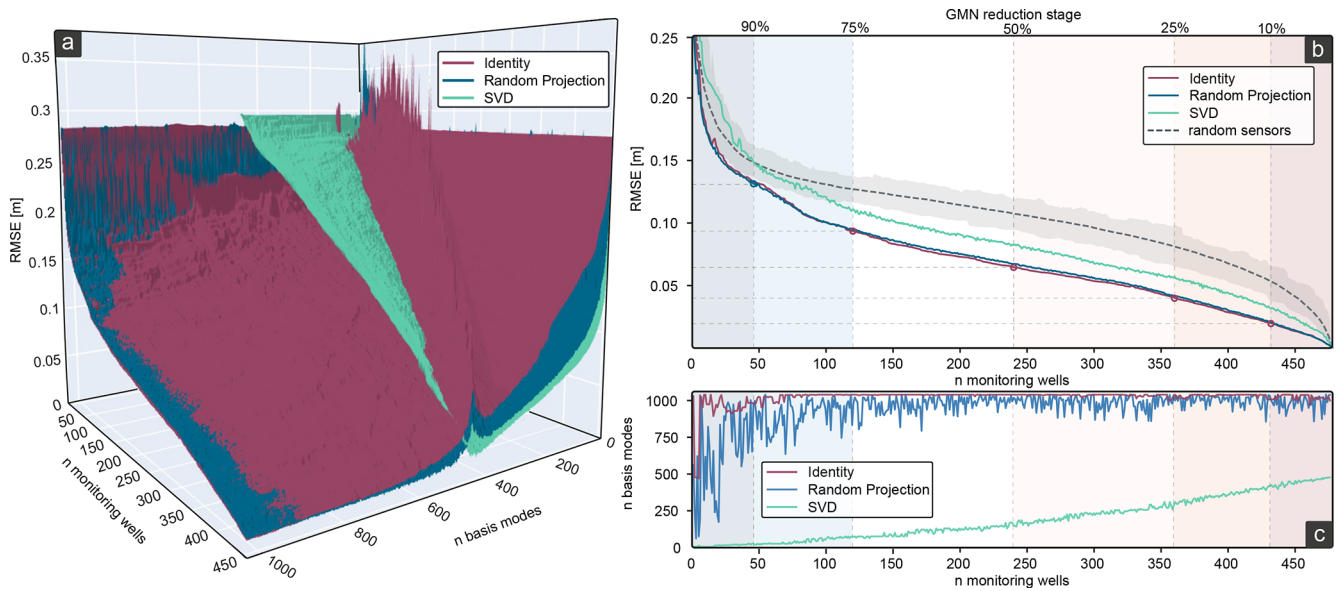 a
Identity
Random Projection
SVD
0.35
0.3
0.25
0.2
0.15
0.1
0.05
0
RMSE [m]
50
100
150
200
250
300
350
400
450
n monitoring wells
1000
800
600
400
200
0
n basis modes
GMN reduction stage
90%
75%
50%
25%
10%
b
Identity
Random Projection
SVD
random sensors
0.25
0.20
0.15
0.10
0.05
RMSE [m]
0
50
100
150
200
250
300
350
400
450
n monitoring wells
1000
750
500
250
0
n basis modes
Identity
Random Projection
SVD
c
0
50
100
150
200
250
300
350
400
450
n monitoring wells